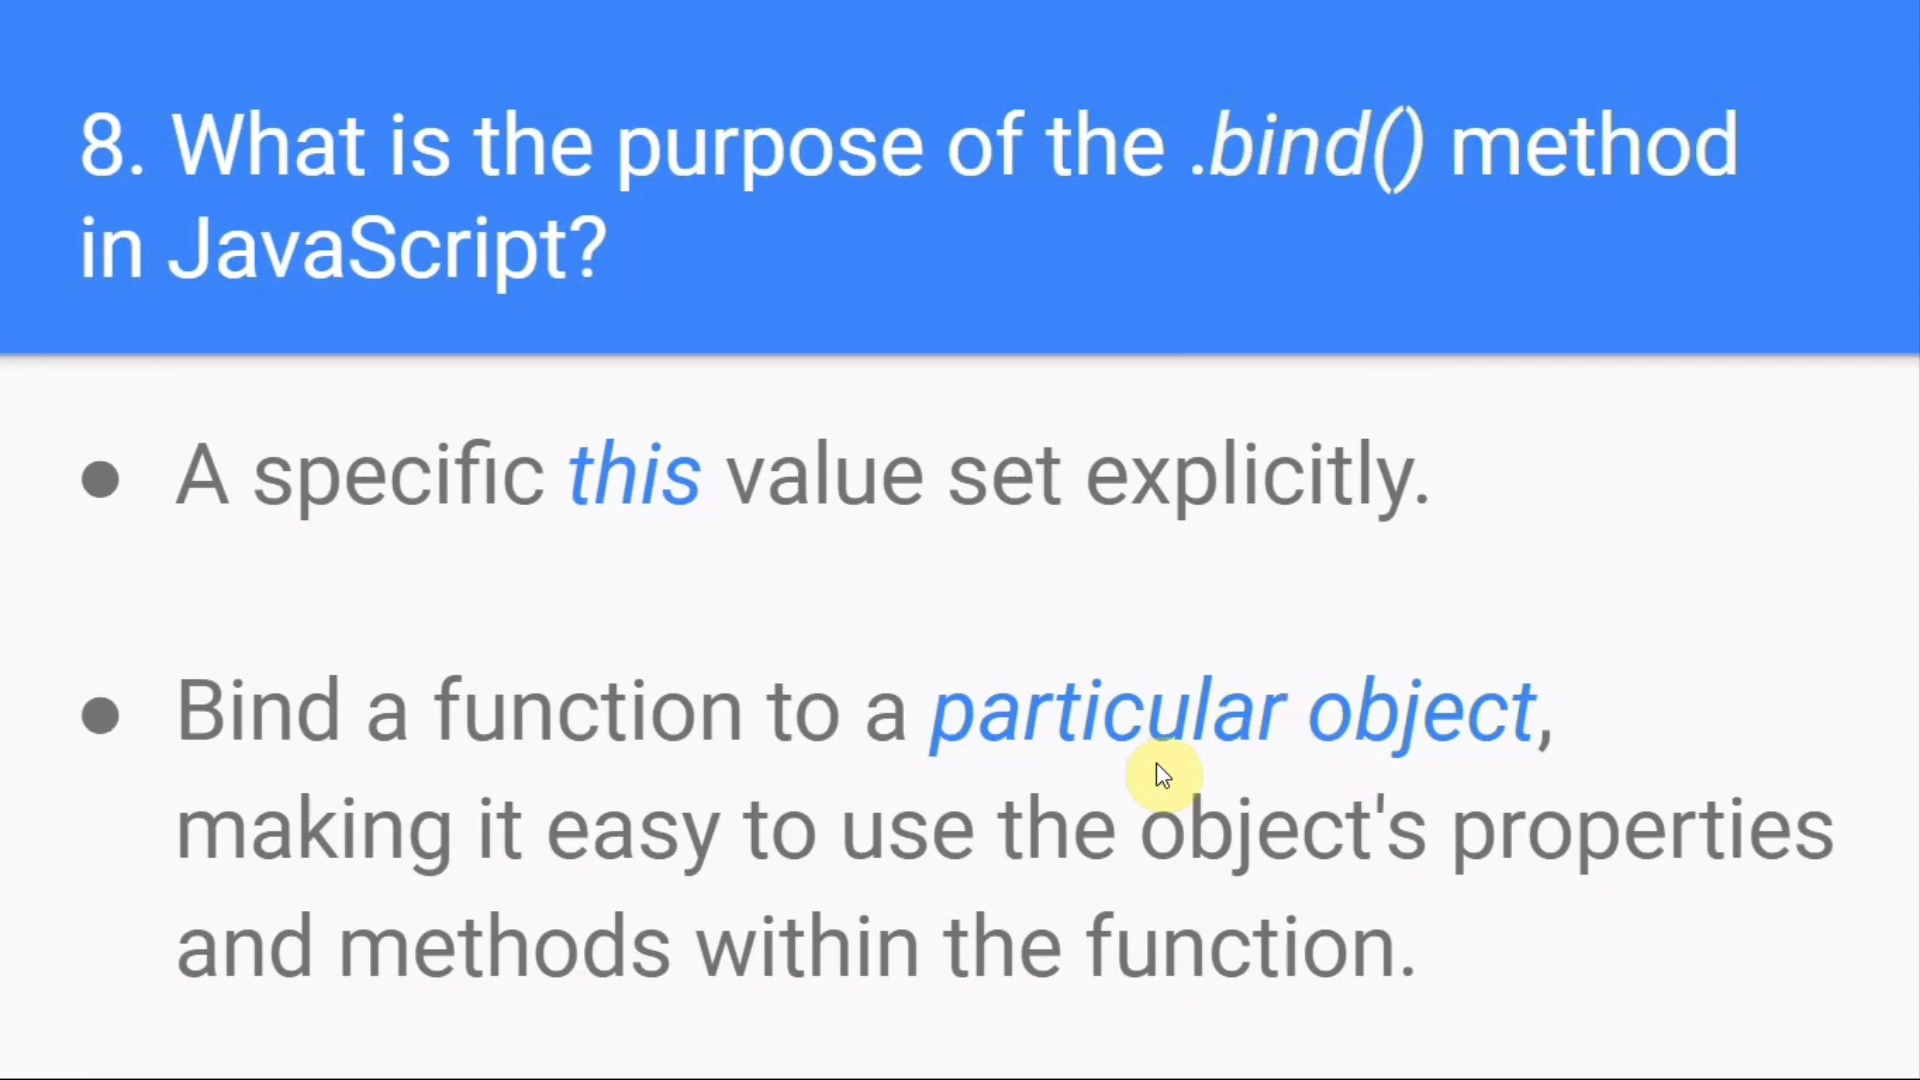 8. What is the purpose of the .bind() method
in JavaScript?
● A specific this value set explicitly.
● Bind a function to a particular object,
making it easy to use the object's properties
and methods within the function.